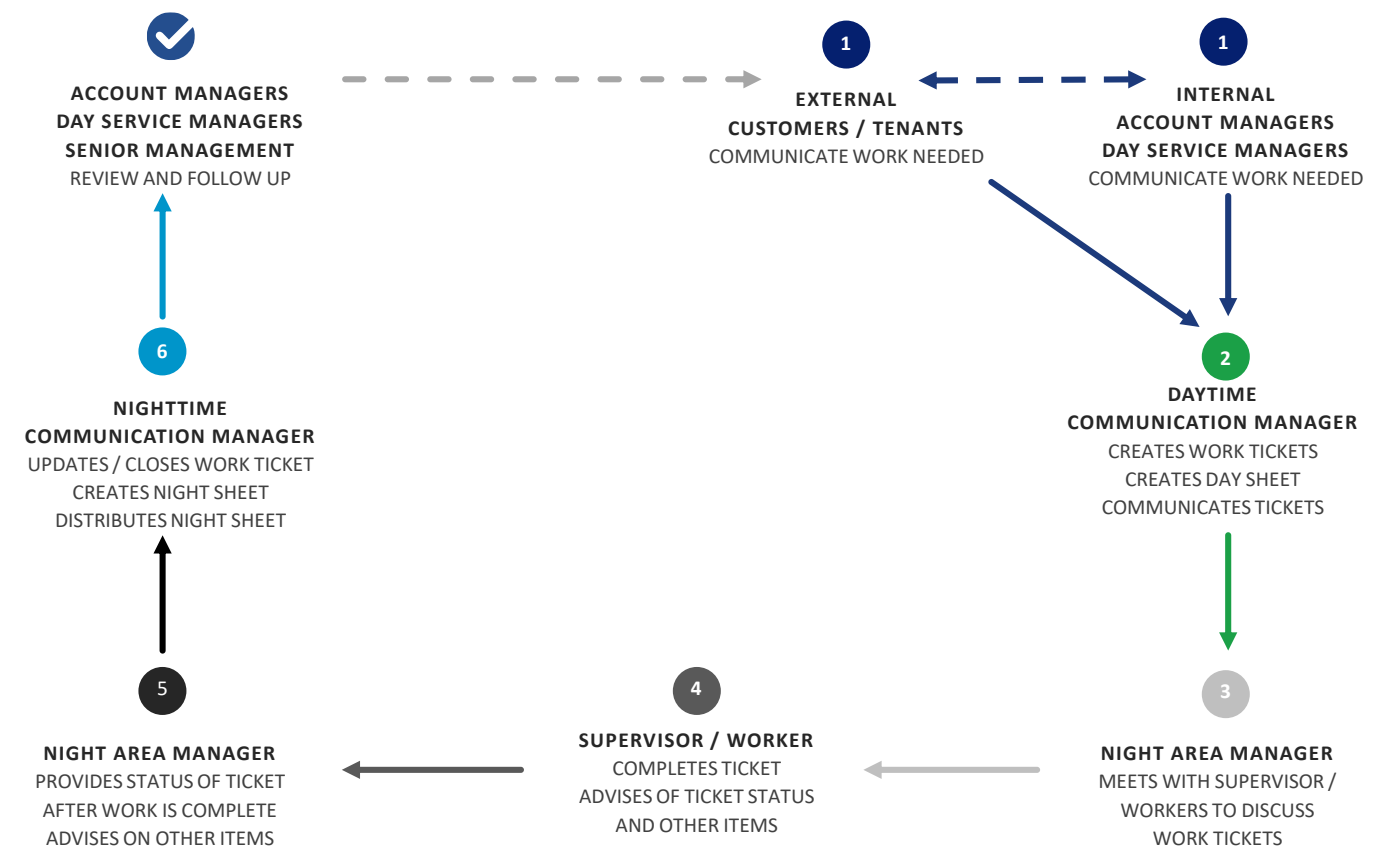 ACCOUNT MANAGERS
DAY SERVICE MANAGERS
SENIOR MANAGEMENT
REVIEW AND FOLLOW UP
1
EXTERNAL
CUSTOMERS / TENANTS
COMMUNICATE WORK NEEDED
1
INTERNAL
ACCOUNT MANAGERS
DAY SERVICE MANAGERS
COMMUNICATE WORK NEEDED
2
DAYTIME
COMMUNICATION MANAGER
CREATES WORK TICKETS
CREATES DAY SHEET
COMMUNICATES TICKETS
3
NIGHT AREA MANAGER
MEETS WITH SUPERVISOR /
WORKERS TO DISCUSS
WORK TICKETS
4
SUPERVISOR / WORKER
COMPLETES TICKET
ADVISES OF TICKET STATUS
AND OTHER ITEMS
5
NIGHT AREA MANAGER
PROVIDES STATUS OF TICKET
AFTER WORK IS COMPLETE
ADVISES ON OTHER ITEMS
6
NIGHTTIME
COMMUNICATION MANAGER
UPDATES / CLOSES WORK TICKET
CREATES NIGHT SHEET
DISTRIBUTES NIGHT SHEET